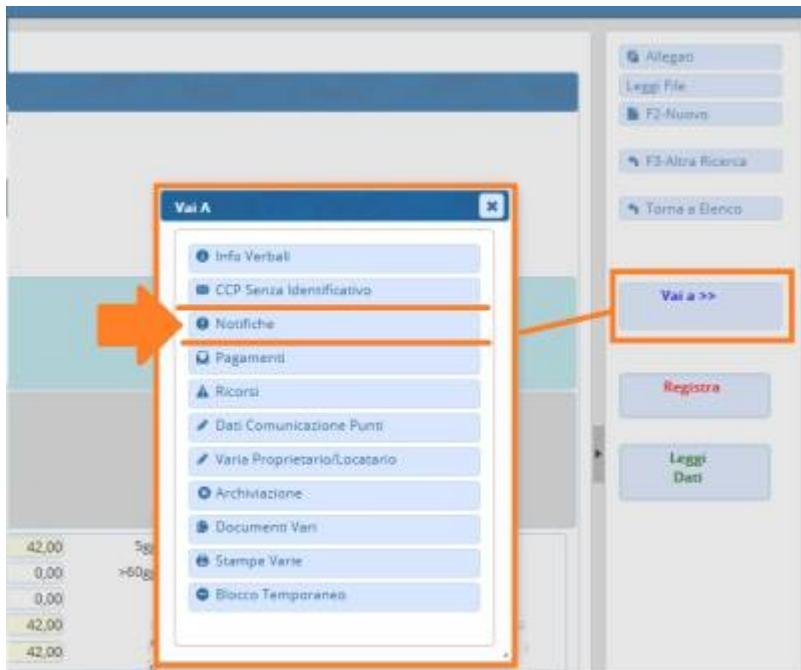 Allegati
Leggi File
F2-Nuovo
F3-Altra Ricerca
Torna a Elenco
Vai A
Info Verbali
CCP Senza Identificativo
Notifiche
Pagamenti
Ricorsi
Dati Comunicazione Punti
Varia Proprietario/Locatario
Archiviazione
Documenti Vari
Stampe Varie
Blocco Temporaneo
Vai a >>
Registra
Leggi
Dati
42,00
0,00 >60
0,00
42,00
42,00